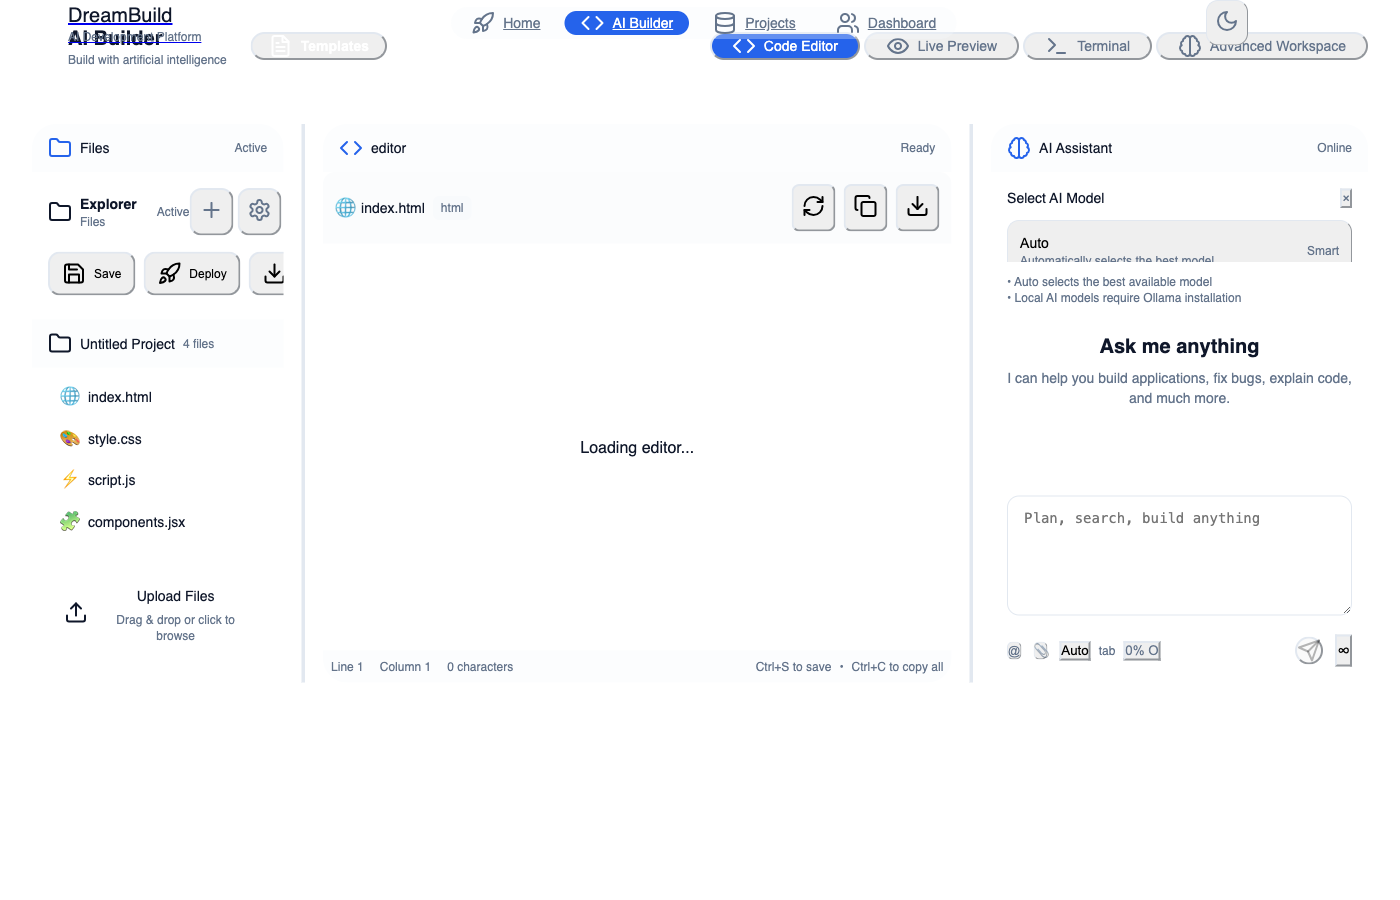 DreamBuild
AI Development Platform
Home
AI Builder
Projects
Dashboard
AI Builder
Build with artificial intelligence
Templates
Code Editor
Live Preview
Terminal
Advanced Workspace
Files
Active
Explorer
Files
Active
Save
Deploy
Untitled Project
4 files
index.html
style.css
script.js
components.jsx
Upload Files
Drag & drop or click to
browse
editor
Ready
index.html
html
Loading editor...
Line 1
Column 1
0 characters
Ctrl+S to save • Ctrl+C to copy all
AI Assistant
Online
Select AI Model
×
Auto
Automatically selects the best model
Smart
• Auto selects the best available model
• Local AI models require Ollama installation
Ask me anything
I can help you build applications, fix bugs, explain code,
and much more.
Plan, search, build anything
@
Auto
tab
0% O
∞